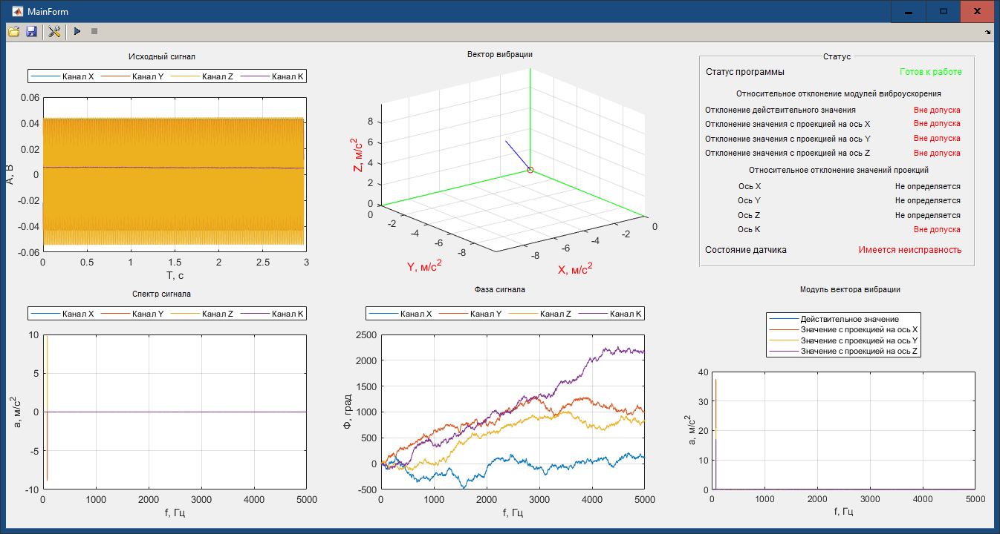 MainForm
Исходный сигнал
Канал X Канал Y Канал Z Канал K
0.06
0.04
0.02
0
-0.02
-0.04
-0.06
А, В
0 0.5 1 1.5 2 2.5 3
Т, с
Вектор вибрации
8
6
4
2
0
Z, м/с2
0 -2 -4 -6 -8
Y, м/с2
-8 -6 -4 -2 0
X, м/с2
Статус
Статус программы Готов к работе
Относительное отклонение модулей виброускорения
Отклонение действительного значения Вне допуска
Отклонение значения с проекцией на ось X Вне допуска
Отклонение значения с проекцией на ось Y Вне допуска
Отклонение значения с проекцией на ось Z Вне допуска
Относительное отклонение значений проекций
Ось X Не определяется
Ось Y Не определяется
Ось Z Не определяется
Ось K Вне допуска
Состояние датчика Имеется неисправность
Спектр сигнала
Канал X Канал Y Канал Z Канал K
10
5
0
-5
-10
а, м/с2
0 1000 2000 3000 4000 5000
f, Гц
Фаза сигнала
Канал X Канал Y Канал Z Канал K
2500
2000
1500
1000
500
0
-500
Ф, град
0 1000 2000 3000 4000 5000
f, Гц
Модуль вектора вибрации
Действительное значение
Значение с проекцией на ось X
Значение с проекцией на ось Y
Значение с проекцией на ось Z
40
30
20
10
0
а, м/с2
0 1000 2000 3000 4000 5000
f, Гц